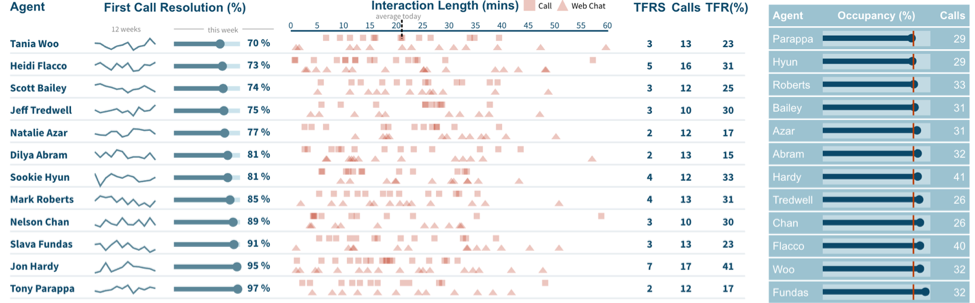 Agent First Call Resolution (%) Interaction Length (mins) Call Web Chat TFRS Calls TFR(%)
12 weeks this week average today
0 5 10 15 20 25 30 35 40 45 50 55 60
Tania Woo 70 % 3 13 23
Heidi Flacco 73 % 5 16 31
Scott Bailey 74 % 3 12 25
Jeff Tredwell 75 % 3 10 30
Natalie Azar 77 % 2 12 17
Dilya Abram 81 % 2 13 15
Sookie Hyun 81 % 4 12 33
Mark Roberts 85 % 4 13 31
Nelson Chan 89 % 3 10 30
Slava Fundas 91 % 3 13 23
Jon Hardy 95 % 7 17 41
Tony Parappa 97 % 2 12 17
Agent Occupancy (%) Calls
Parappa 29
Hyun 29
Roberts 33
Bailey 31
Azar 31
Abram 32
Hardy 41
Tredwell 26
Chan 26
Flacco 40
Woo 32
Fundas 32